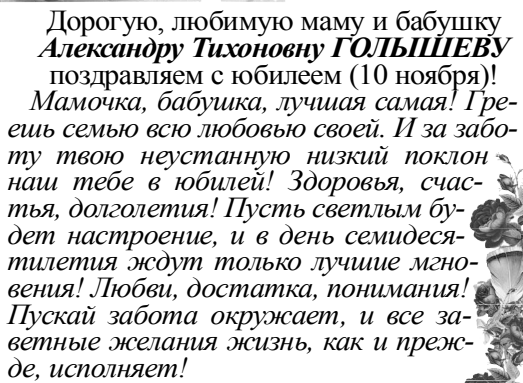 Дорогую, любимую маму и бабушку
Александру Тихоновну ГОЛЫШЕВУ
поздравляем с юбилеем (10 ноября)!
Мамочка, бабушка, лучшая самая! Гре-
ешь семью всю любовью своей. И за забо-
ту твою неустанную низкий поклон
наш тебе в юбилей! Здоровья, счас-
тья, долголетия! Пусть светлым бу-
дет настроение, и в день семидеся-
тилетия ждут только лучшие мгно-
вения! Любви, достатка, понимания!
Пускай забота окружает, и все за-
ветные желания жизнь, как и преж-
де, исполняет!